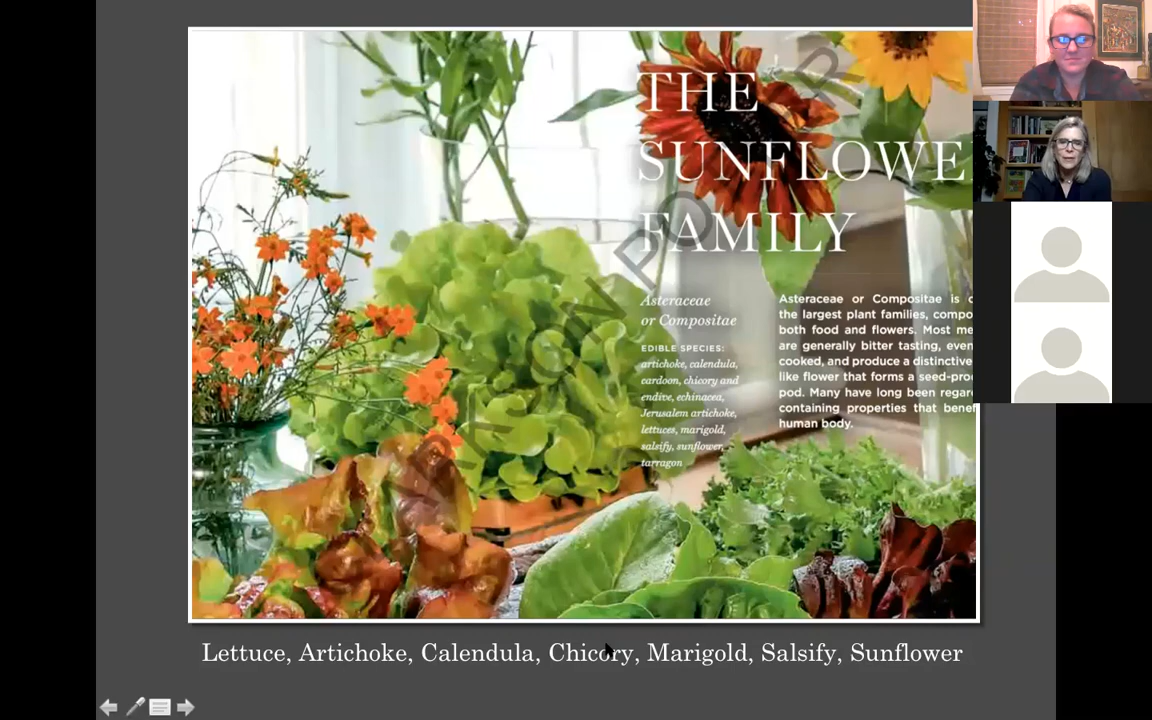 THE
SUNFLOWE
FAMILY
Asteraceae
or Compositae
EDIBLE SPECIES:
artichoke, calendula,
cardoon, chicory and
endive, echinacea,
Jerusalem artichoke,
lettuces, marigold,
salsify, sunflower,
tarragon
Asteraceae or Compositae is
the largest plant families, compo
both food and flowers. Most me
are generally bitter tasting, even
cooked, and produce a distinctive
like flower that forms a seed-pro
pod. Many have long been regar
containing properties that benef
human body.
Lettuce, Artichoke, Calendula, Chicory, Marigold, Salsify, Sunflower